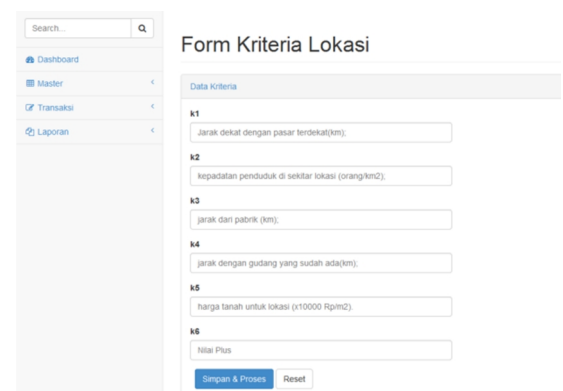 Search...
Dashboard
Master
Transaksi
Laporan
Form Kriteria Lokasi
Data Kriteria
k1
Jarak dekat dengan pasar terdekat(km);
k2
kepadatan penduduk di sekitar lokasi (orang/km2);
k3
jarak dari pabrik (km);
k4
jarak dengan gudang yang sudah ada(km);
k5
harga tanah untuk lokasi (x10000 Rp/m2).
k6
Nilai Plus
Simpan & Proses
Reset